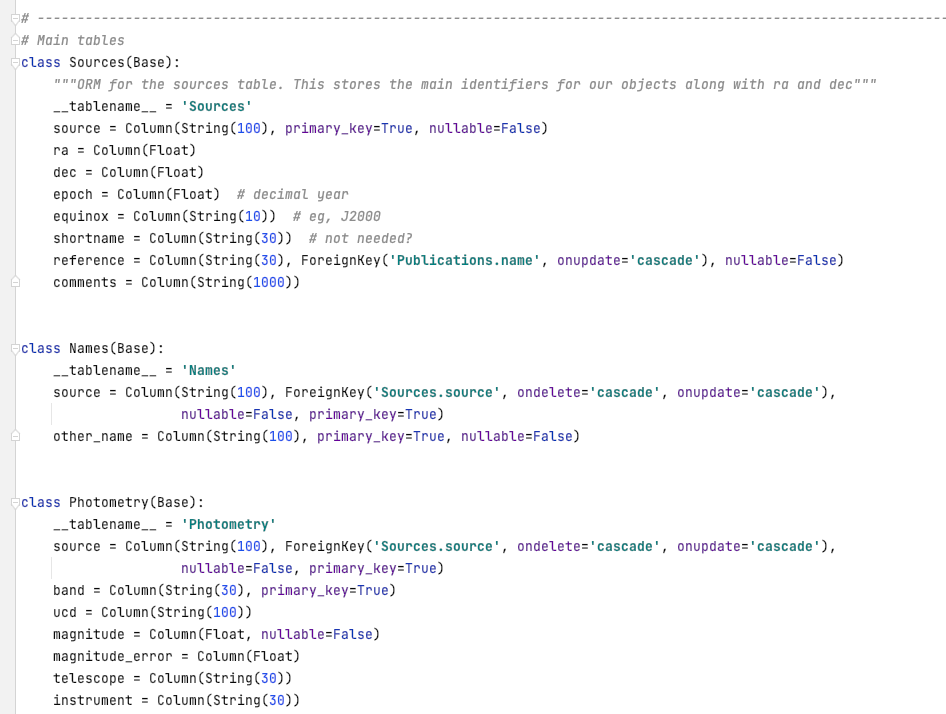 # ------------------------------------------------------------------------------------------------------------------
# Main tables
class Sources(Base):
    """ORM for the sources table. This stores the main identifiers for our objects along with ra and dec"""
    __tablename__ = 'Sources'
    source = Column(String(100), primary_key=True, nullable=False)
    ra = Column(Float)
    dec = Column(Float)
    epoch = Column(Float)  # decimal year
    equinox = Column(String(10))  # eg, J2000
    shortname = Column(String(30))  # not needed?
    reference = Column(String(30), ForeignKey('Publications.name', onupdate='cascade'), nullable=False)
    comments = Column(String(1000))
class Names(Base):
    __tablename__ = 'Names'
    source = Column(String(100), ForeignKey('Sources.source', ondelete='cascade', onupdate='cascade'),
                    nullable=False, primary_key=True)
    other_name = Column(String(100), primary_key=True, nullable=False)
class Photometry(Base):
    __tablename__ = 'Photometry'
    source = Column(String(100), ForeignKey('Sources.source', ondelete='cascade', onupdate='cascade'),
                    nullable=False, primary_key=True)
    band = Column(String(30), primary_key=True)
    ucd = Column(String(100))
    magnitude = Column(Float, nullable=False)
    magnitude_error = Column(Float)
    telescope = Column(String(30))
    instrument = Column(String(30))